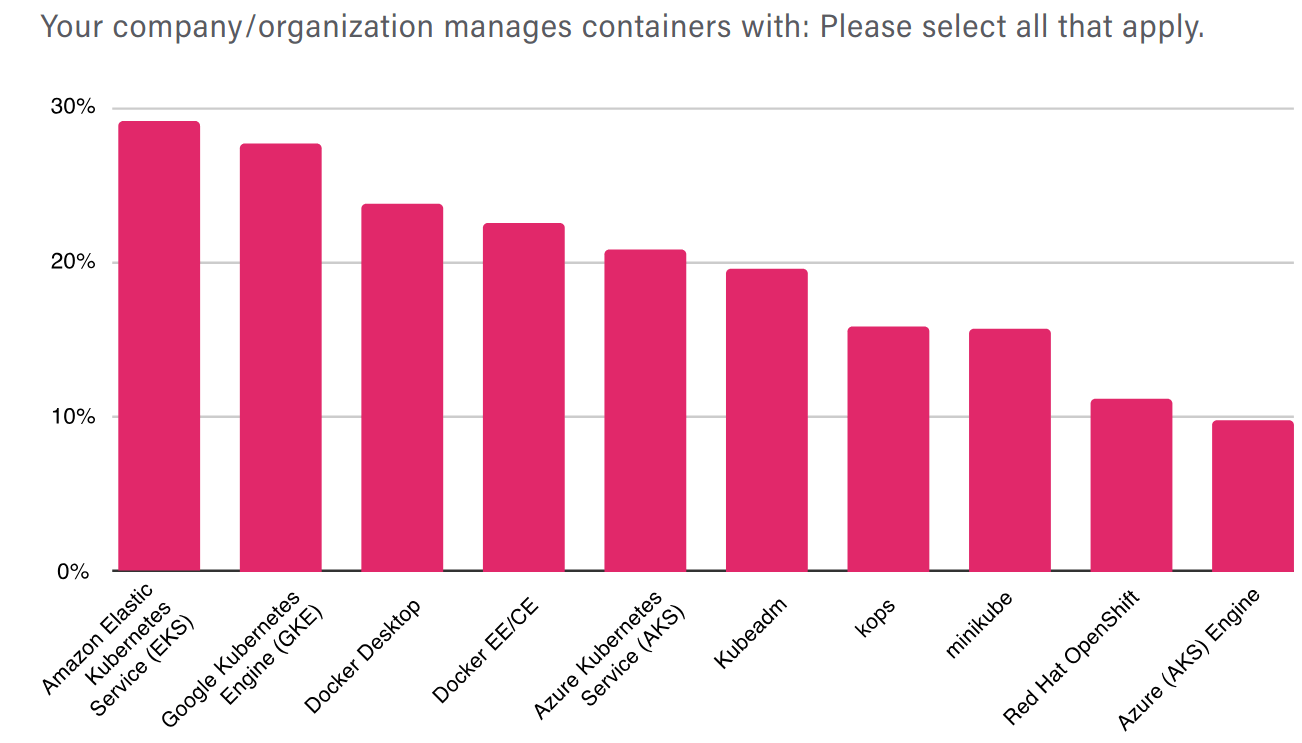 Your company/organization manages containers with: Please select all that apply.
30%
20%
10%
0%
Amazon Elastic
Kubernetes
Service (EKS)
Google Kubernetes
Engine (GKE)
Docker Desktop
Docker EE/CE
Azure Kubernetes
Service (AKS)
Kubeadm
kops
minikube
Red Hat OpenShift
Azure (AKS) Engine